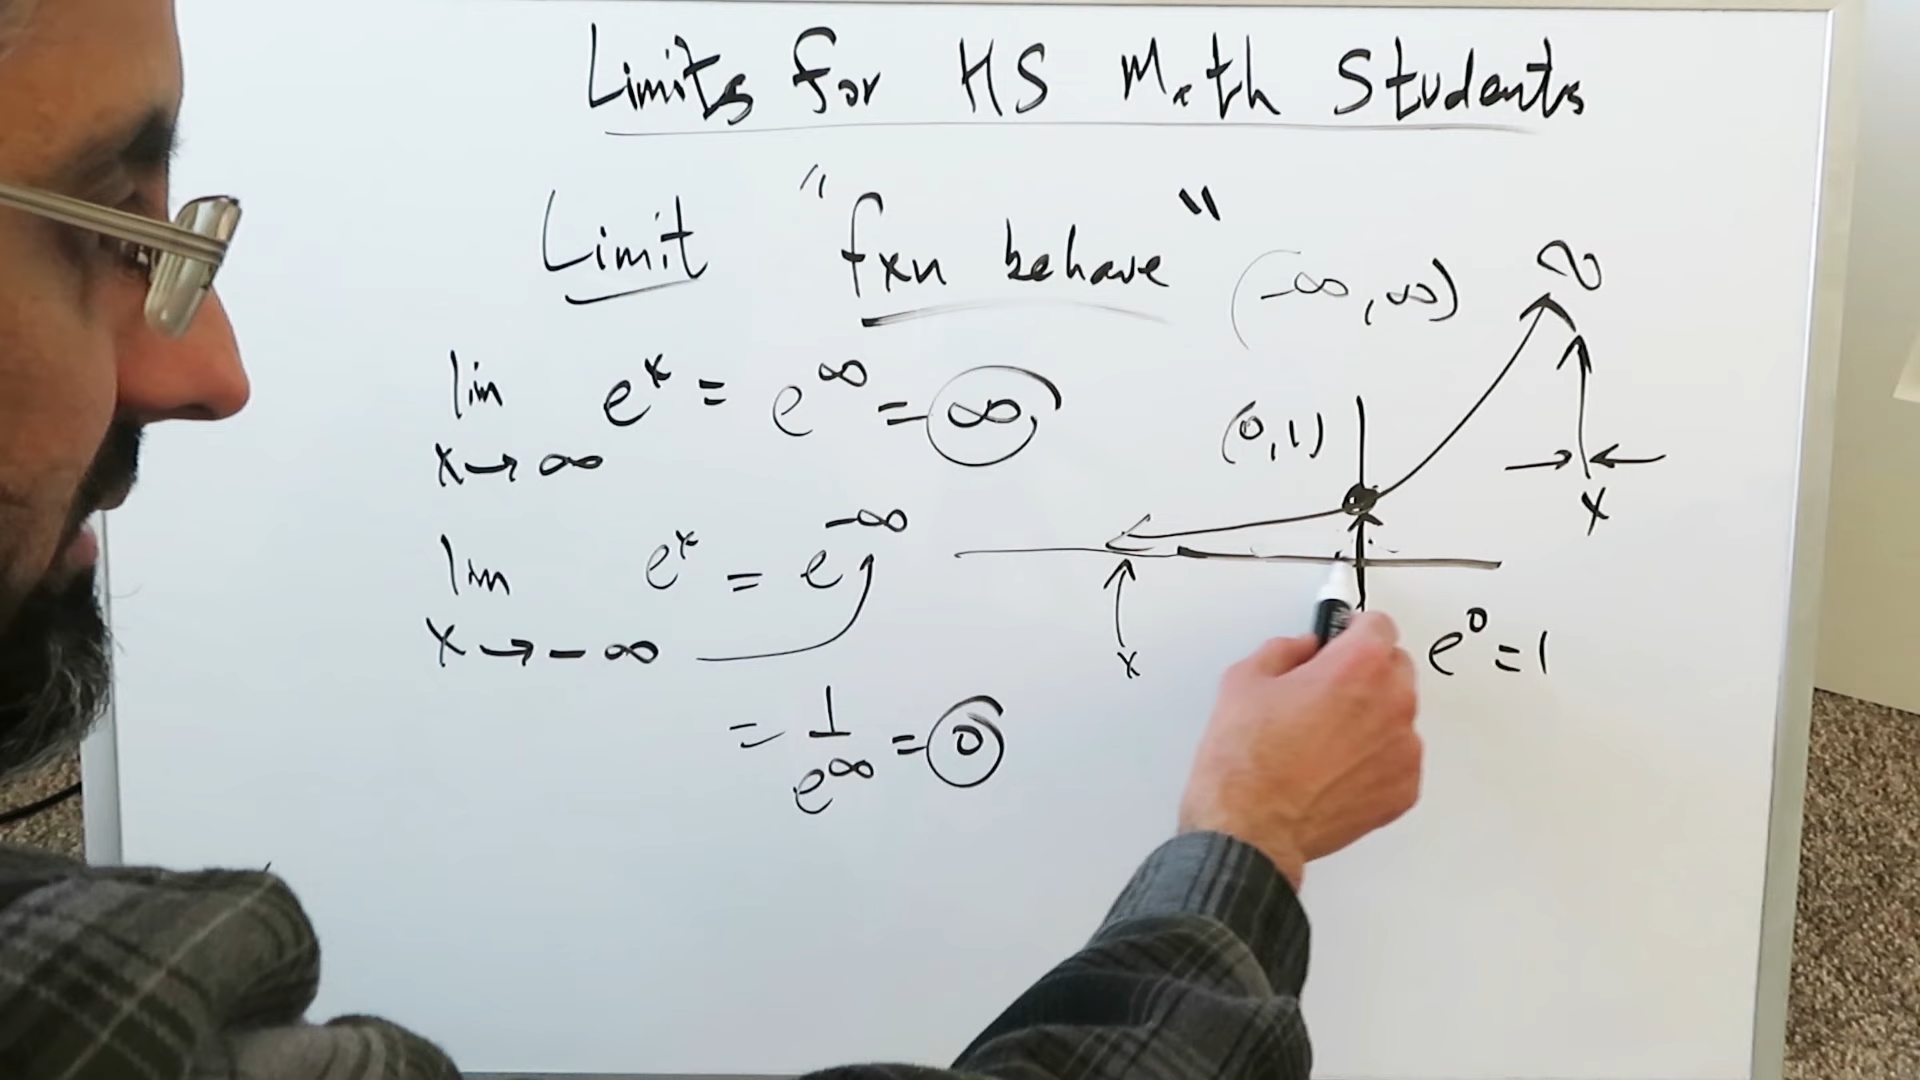 Limits for HS Math Students
Limit "fxn behave"
(-∞, ∞)
∞
lim e^x = e^∞ = ∞
x→∞
(0,1)
x
lim e^x = e^-∞
x→-∞
x
e^0 = 1
= 1/e^∞ = 0